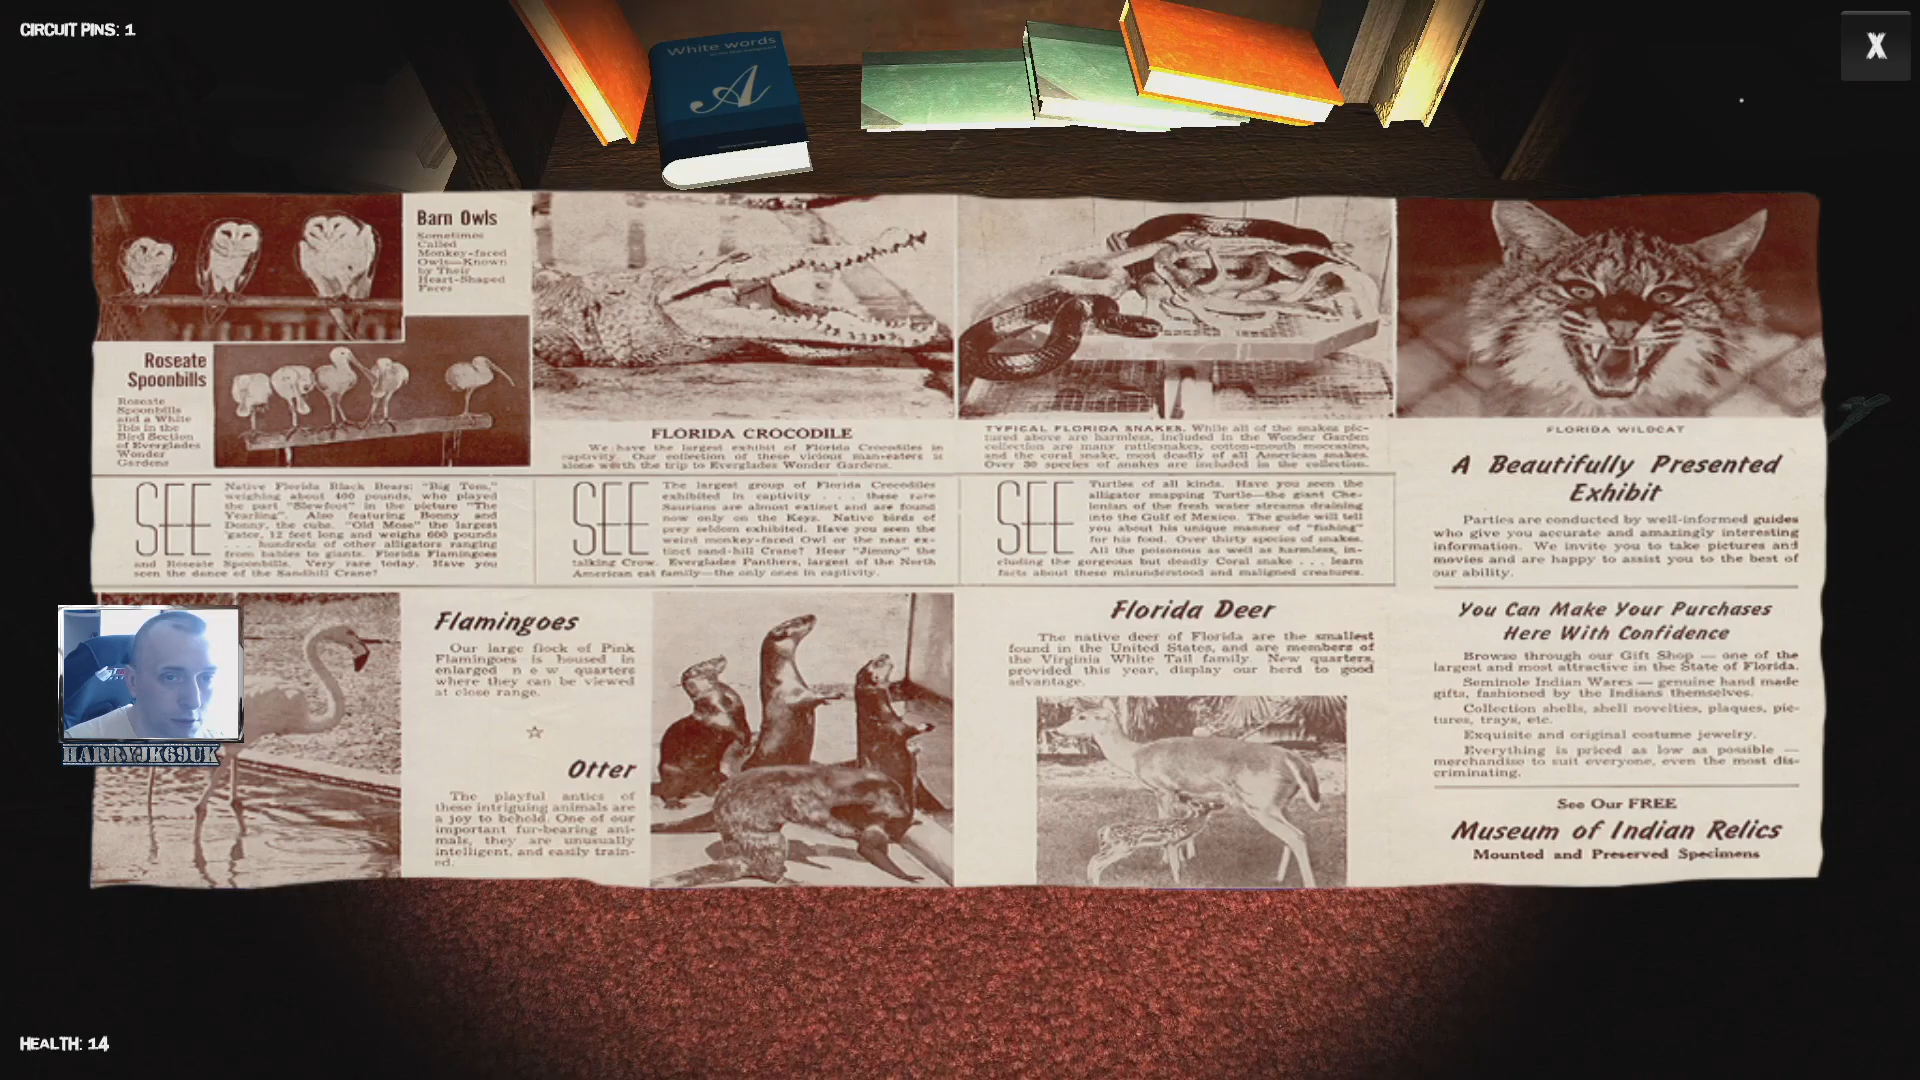 CIRCUIT PINS: 1
X
White words
A
Barn Owls
Sometimes
Called
Monkey-faced
Owls—Known
by Their
Heart-Shaped
Faces
Roseate
Spoonbills
Roseate
Spoonbills
and a White
Ibis in the
Bird Section
of Everglades
Wonder
Gardens
FLORIDA CROCODILE
We have the largest exhibit of Florida Crocodiles in
captivity. Our collection of these vicious man-eaters is
alone worth the trip to Everglades Wonder Gardens.
TYPICAL FLORIDA SNAKES. While all of the snakes pic-
tured above are harmless, included in the Wonder Garden
collection are many rattlesnakes, cotton-mouth moccasins,
and the coral snake, most deadly of all American snakes.
Over 30 species of snakes are included in the collection.
FLORIDA WILDCAT
SEE
Native Florida Black Bears: "Big Tom,"
weighing about 400 pounds, who played
the part "Slewfoot" in the picture "The
Yearling". Also featuring Bonny and
Donny, the cubs. "Old Mose" the largest
'gator, 12 feet long and weighs 600 pounds
. . . hundreds of other alligators ranging
from babies to giants. Florida Flamingoes
and Roseate Spoonbills. Very rare today. Have you
seen the dance of the Sandhill Crane?
SEE
The largest group of Florida Crocodiles
exhibited in captivity . . . these rare
Saurians are almost extinct and are found
now only on the Keys. Native birds of
prey seldom exhibited. Have you seen the
weird monkey-faced Owl or the near ex-
tinct sand-hill Crane? Hear "Jimmy" the
talking Crow. Everglades Panthers, largest of the North
American cat family—the only ones in captivity.
SEE
Turtles of all kinds. Have you seen the
alligator snapping Turtle—the giant Che-
lonian of the fresh water streams draining
into the Gulf of Mexico. The guide will tell
you about his unique manner of "fishing"
for his food. Over thirty species of snakes.
All the poisonous as well as harmless, in-
cluding the gorgeous but deadly Coral snake . . . learn
facts about these misunderstood and maligned creatures.
A Beautifully Presented
Exhibit
Parties are conducted by well-informed guides
who give you accurate and amazingly interesting
information. We invite you to take pictures and
movies and are happy to assist you to the best of
our ability.
You Can Make Your Purchases
Here With Confidence
Browse through our Gift Shop — one of the
largest and most attractive in the State of Florida.
Seminole Indian Wares — genuine hand made
gifts, fashioned by the Indians themselves.
Collection shells, shell novelties, plaques, pic-
tures, trays, etc.
Exquisite and original costume jewelry.
Everything is priced as low as possible —
merchandise to suit everyone, even the most dis-
criminating.
See Our FREE
Museum of Indian Relics
Mounted and Preserved Specimens
Flamingoes
Our large flock of Pink
Flamingoes is housed in
enlarged new quarters
where they can be viewed
at close range.
Otter
The playful antics of
these intriguing animals are
a joy to behold. One of our
important fur-bearing ani-
mals, they are unusually
intelligent, and easily train-
ed.
Florida Deer
The native deer of Florida are the smallest
found in the United States, and are members of
the Virginia White Tail family. New quarters,
provided this year, display our herd to good
advantage.
HARRYJK69UK
HEALTH: 14